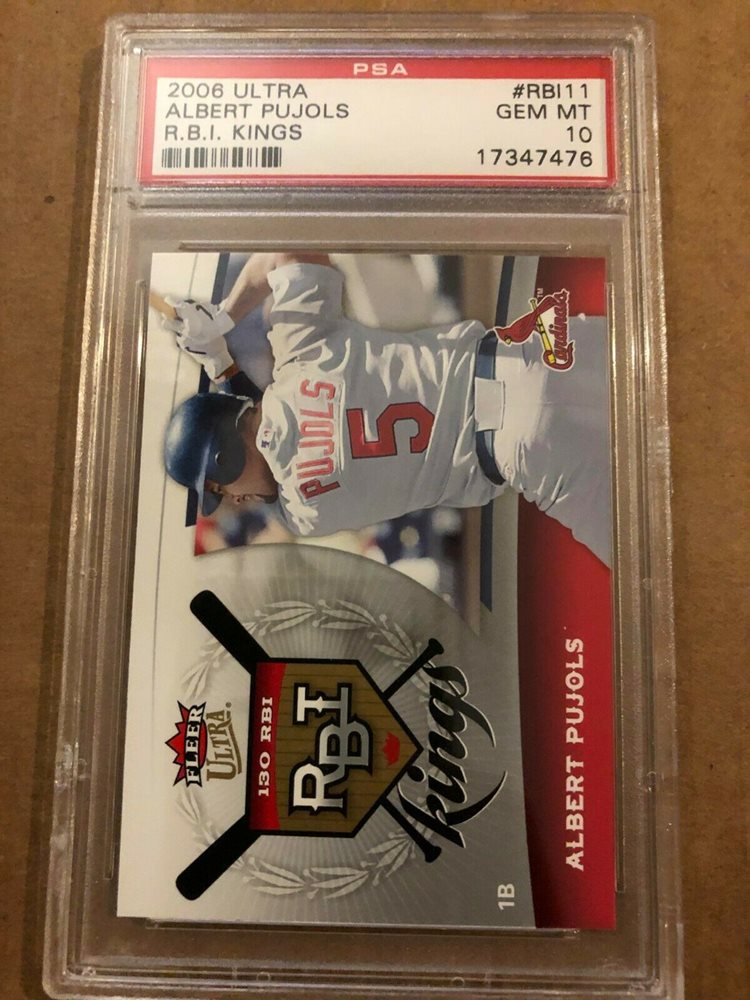 PSA
2006 ULTRA #RBI11
ALBERT PUJOLS GEM MT
R.B.I. KINGS 10
17347476
Cardinals™
PUJOLS
5
FLEER
ULTRA®
130 RBI
RBI
kings
1B
ALBERT PUJOLS